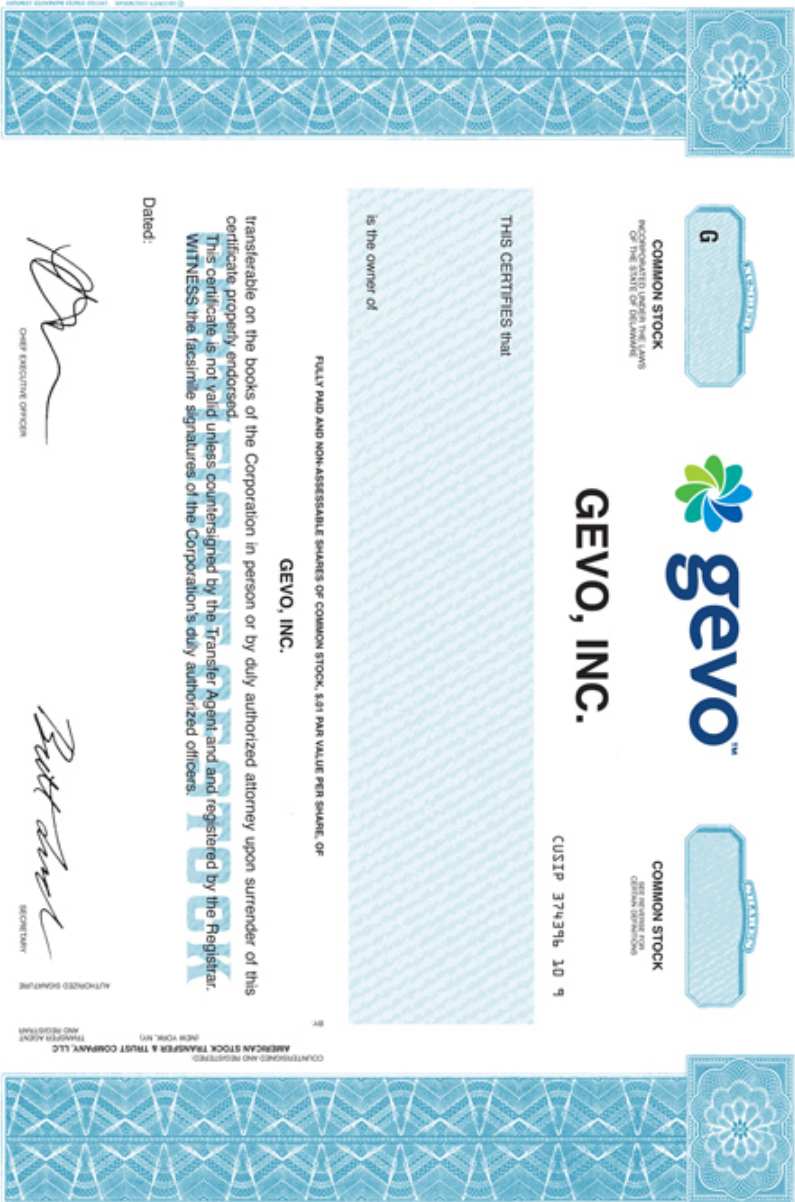 NUMBER
G
gevo™
SHARES
COMMON STOCK
INCORPORATED UNDER THE LAWS
OF THE STATE OF DELAWARE
COMMON STOCK
SEE REVERSE FOR
CERTAIN DEFINITIONS
GEVO, INC.
CUSIP 374396 10 9
THIS CERTIFIES that
is the owner of
FULLY PAID AND NON-ASSESSABLE SHARES OF COMMON STOCK, $.01 PAR VALUE PER SHARE, OF
GEVO, INC.
transferable on the books of the Corporation in person or by duly authorized attorney upon surrender of this
certificate properly endorsed.
This certificate is not valid unless countersigned by the Transfer Agent and and registered by the Registrar.
WITNESS the facsimile signatures of the Corporation's duly authorized officers.
Dated:
CHIEF EXECUTIVE OFFICER
SECRETARY
COUNTERSIGNED AND REGISTERED:
AMERICAN STOCK TRANSFER & TRUST COMPANY, LLC
(NEW YORK, NY)
TRANSFER AGENT
AND REGISTRAR
BY
AUTHORIZED SIGNATURE